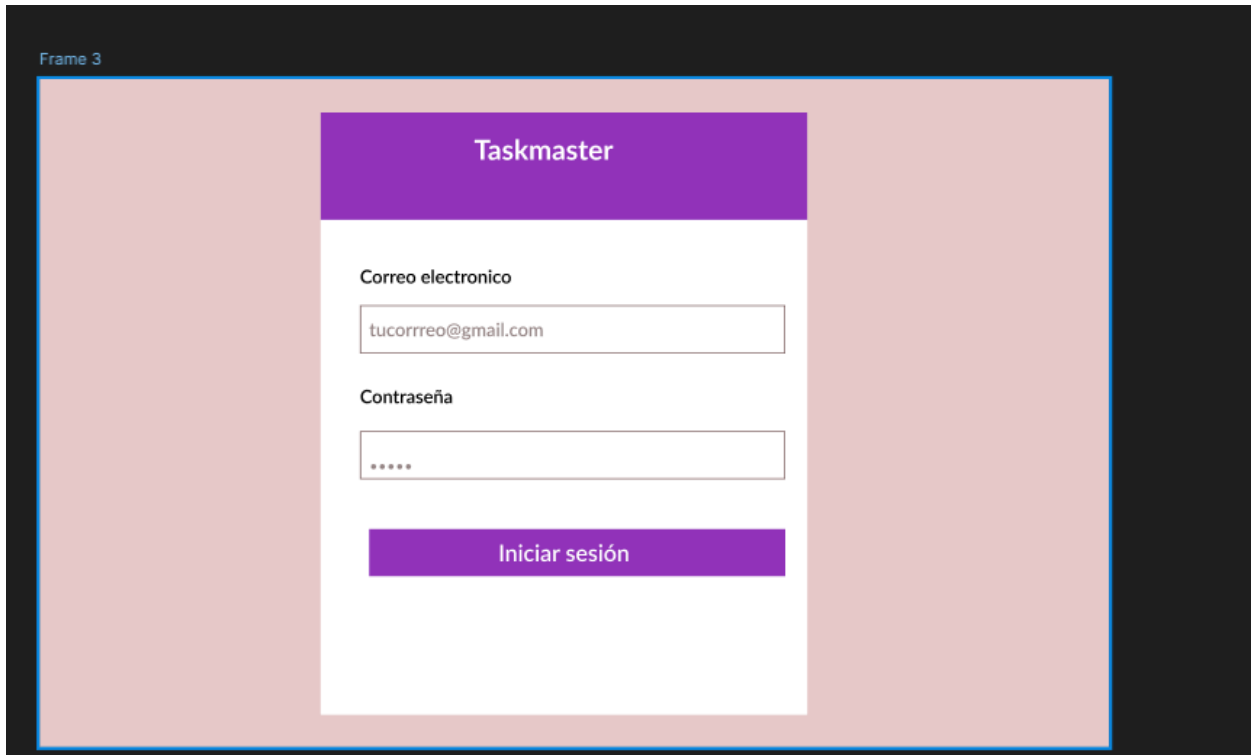 Frame 3
Taskmaster
Correo electronico
tucorrreo@gmail.com
Contraseña
•••••
Iniciar sesión